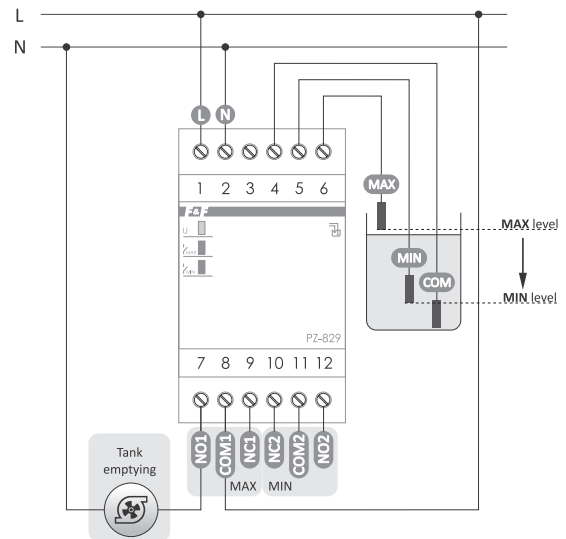 L
N
L N
1 2 3 4 5 6
MAX
MAX level
F&F
U
MAX
MIN
MIN
COM
MIN level
PZ-829
7 8 9 10 11 12
NO1 COM1 NC1 NC2 COM2 NO2
MAX MIN
Tank
emptying